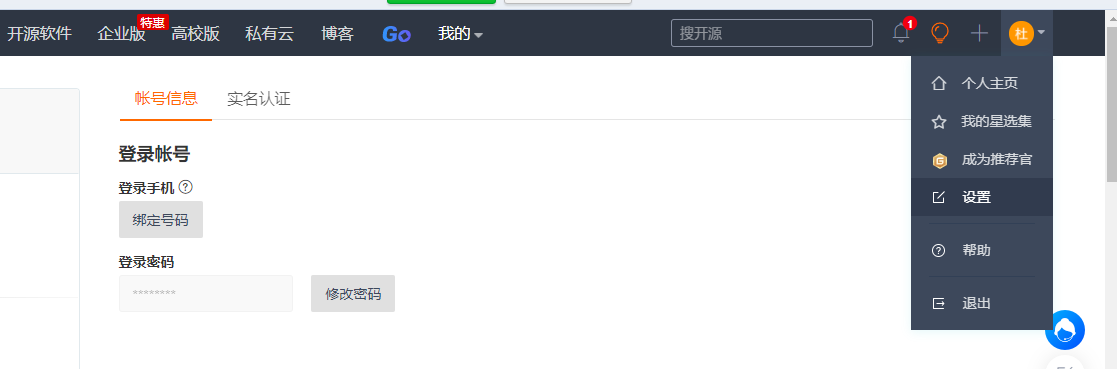 开源软件 企业版 特惠 高校版 私有云 博客 Go 我的 搜开源 1 杜
个人主页
帐号信息 实名认证
我的星选集
登录帐号
成为推荐官
登录手机
设置
绑定号码
帮助
登录密码
******** 修改密码
退出